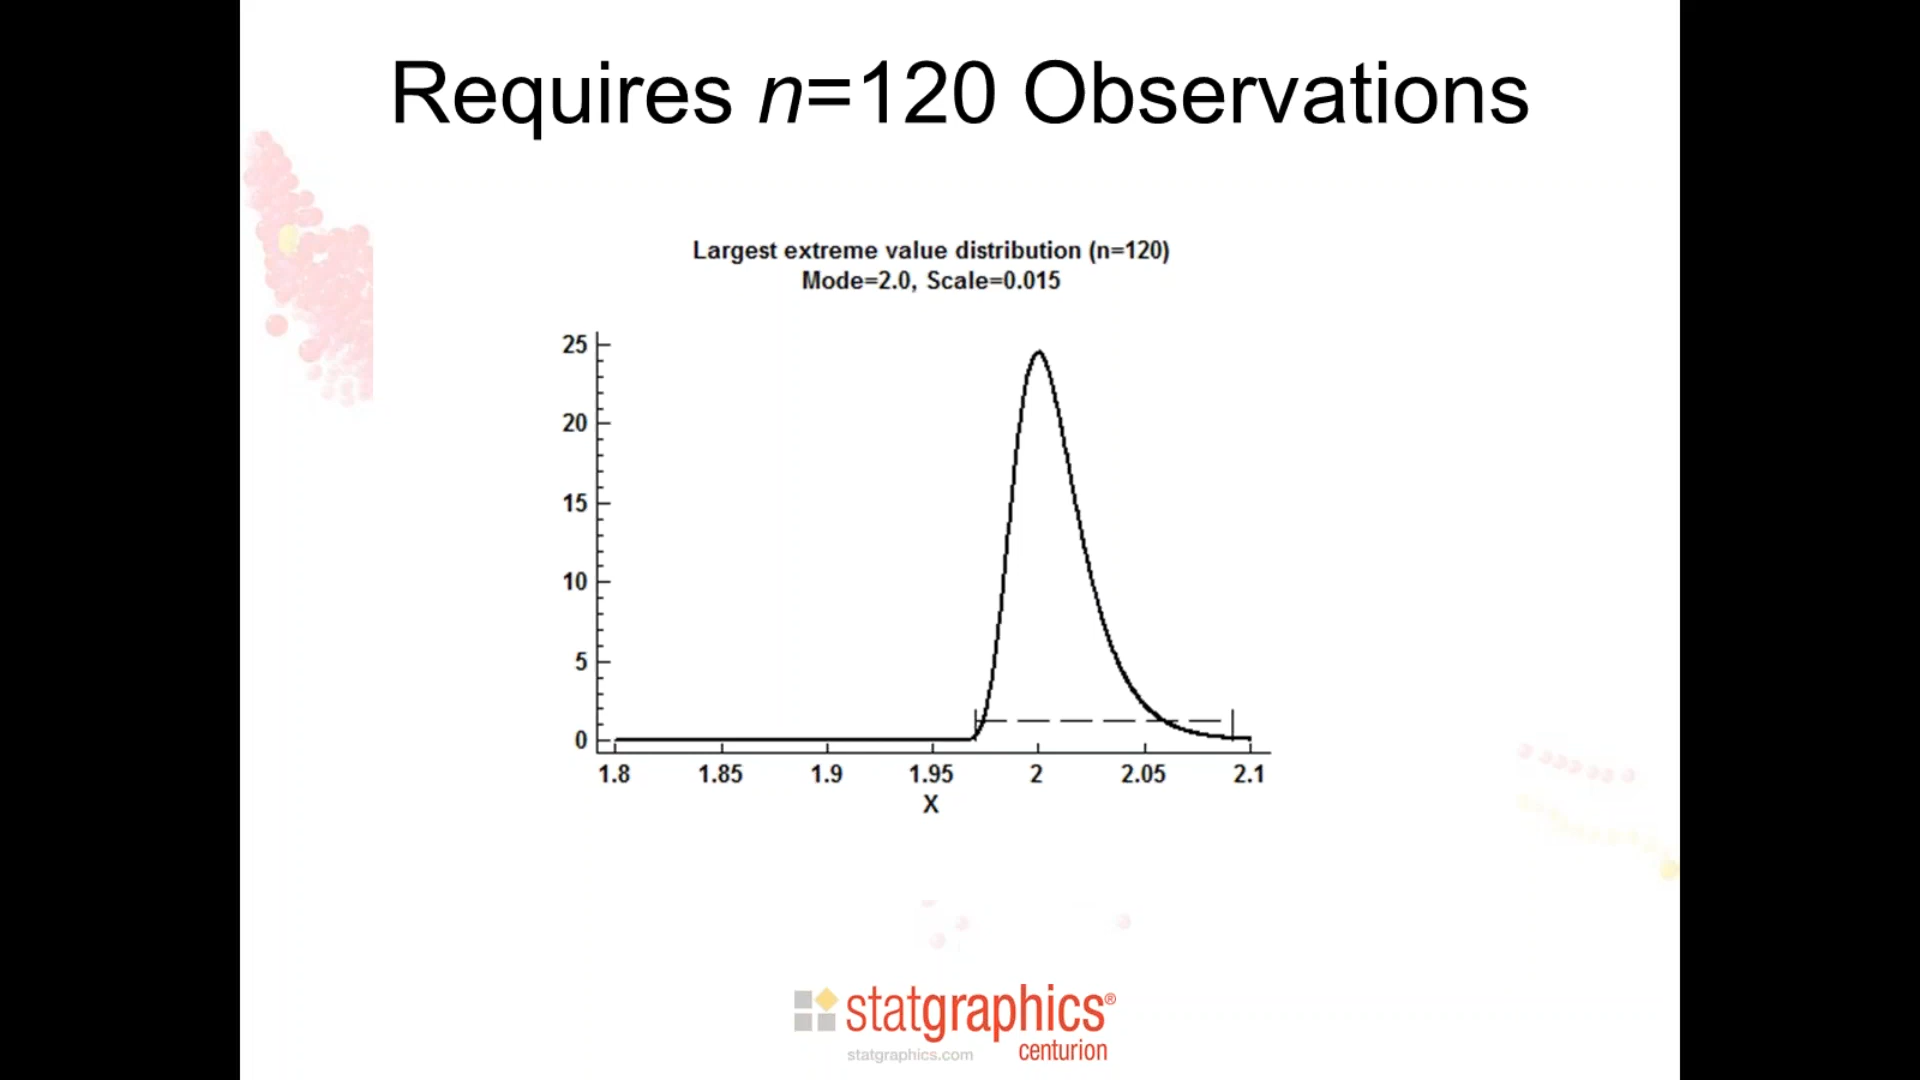 Requires n=120 Observations
Largest extreme value distribution (n=120)
Mode=2.0, Scale=0.015
25
20
15
10
5
0
1.8 1.85 1.9 1.95 2 2.05 2.1
X
statgraphics®
statgraphics.com centurion